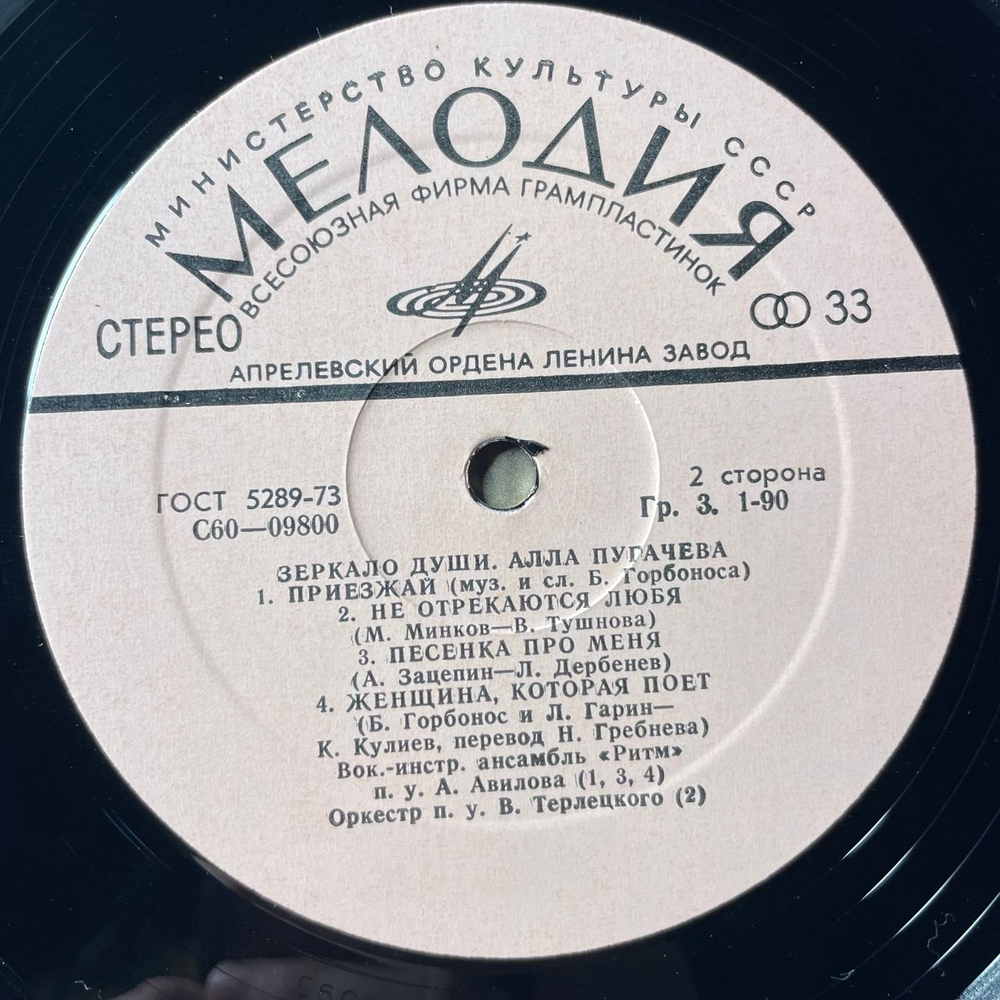 МИНИСТЕРСТВО КУЛЬТУРЫ СССР
МЕЛОДИЯ
ВСЕСОЮЗНАЯ ФИРМА ГРАМПЛАСТИНОК
СТЕРЕО
33
АПРЕЛЕВСКИЙ ОРДЕНА ЛЕНИНА ЗАВОД
ГОСТ 5289-73
С60—09800
2 сторона
Гр. 3. 1-90
ЗЕРКАЛО ДУШИ. АЛЛА ПУГАЧЕВА
1. ПРИЕЗЖАЙ (муз. и сл. Б. Горбоноса)
2. НЕ ОТРЕКАЮТСЯ ЛЮБЯ
(М. Минков—В. Тушнова)
3. ПЕСЕНКА ПРО МЕНЯ
(А. Зацепин—Л. Дербенев)
4. ЖЕНЩИНА, КОТОРАЯ ПОЕТ
(Б. Горбонос и Л. Гарин—
К. Кулиев, перевод Н. Гребнева)
Вок.-инстр. ансамбль «Ритм»
п. у. А. Авилова (1, 3, 4)
Оркестр п. у. В. Терлецкого (2)